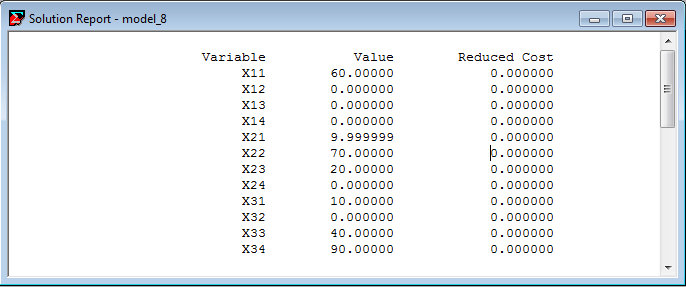 Solution Report - model_8
Variable Value Reduced Cost
X11 60.00000 0.000000
X12 0.000000 0.000000
X13 0.000000 0.000000
X14 0.000000 0.000000
X21 9.999999 0.000000
X22 70.00000 0.000000
X23 20.00000 0.000000
X24 0.000000 0.000000
X31 10.00000 0.000000
X32 0.000000 0.000000
X33 40.00000 0.000000
X34 90.00000 0.000000